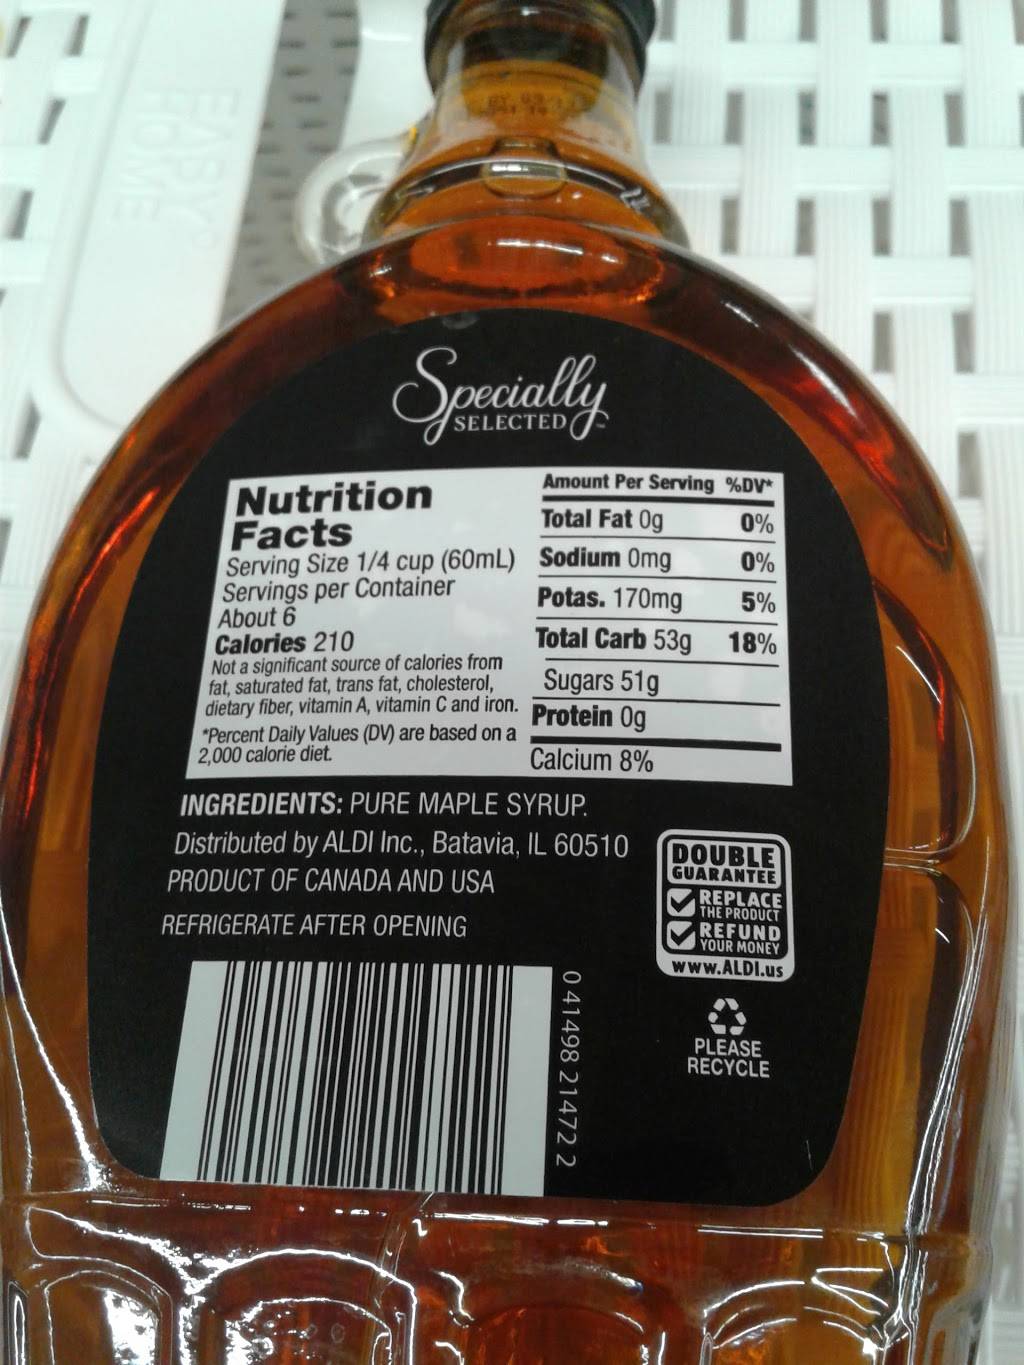 Specially
SELECTED™
Nutrition
Facts
Serving Size 1/4 cup (60mL)
Servings per Container
About 6
Calories 210
Not a significant source of calories from
fat, saturated fat, trans fat, cholesterol,
dietary fiber, vitamin A, vitamin C and iron.
*Percent Daily Values (DV) are based on a
2,000 calorie diet.
Amount Per Serving %DV*
Total Fat 0g 0%
Sodium 0mg 0%
Potas. 170mg 5%
Total Carb 53g 18%
Sugars 51g
Protein 0g
Calcium 8%
INGREDIENTS: PURE MAPLE SYRUP.
Distributed by ALDI Inc., Batavia, IL 60510
PRODUCT OF CANADA AND USA
REFRIGERATE AFTER OPENING
DOUBLE
GUARANTEE
REPLACE
THE PRODUCT
REFUND
YOUR MONEY
www.ALDI.us
PLEASE
RECYCLE
0 41498 21472 2